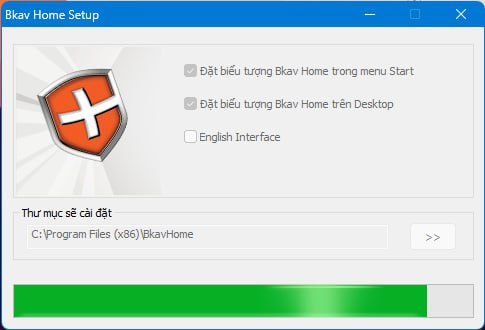 Bkav Home Setup
Đặt biểu tượng Bkav Home trong menu Start
Đặt biểu tượng Bkav Home trên Desktop
English Interface
Thư mục sẽ cài đặt
C:\Program Files (x86)\BkavHome
>>